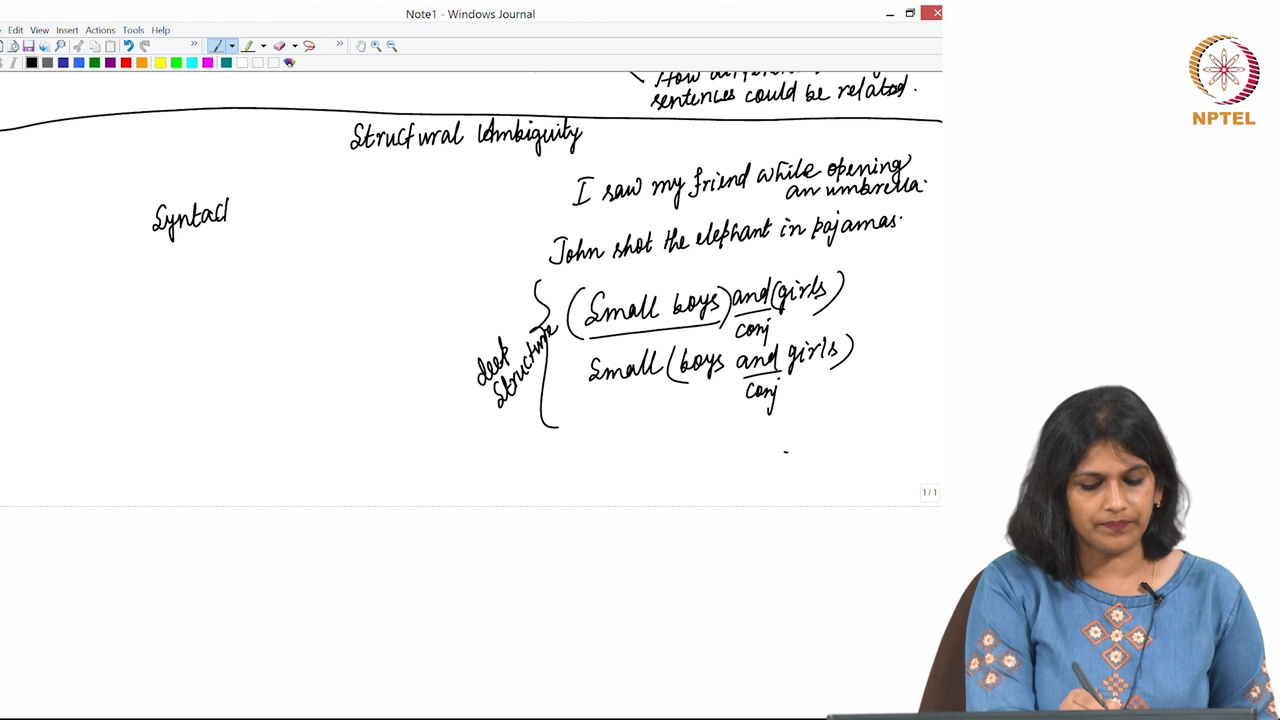 Note1 - Windows Journal
Edit View Insert Actions Tools Help
NPTEL
sentences could be related.
Structural Ambiguity
I saw my friend while opening
an umbrella.
Syntact
John shot the elephant in pajamas.
(Small boys) and (girls)
conj
deep
structure
Small (boys and girls)
conj
1/1